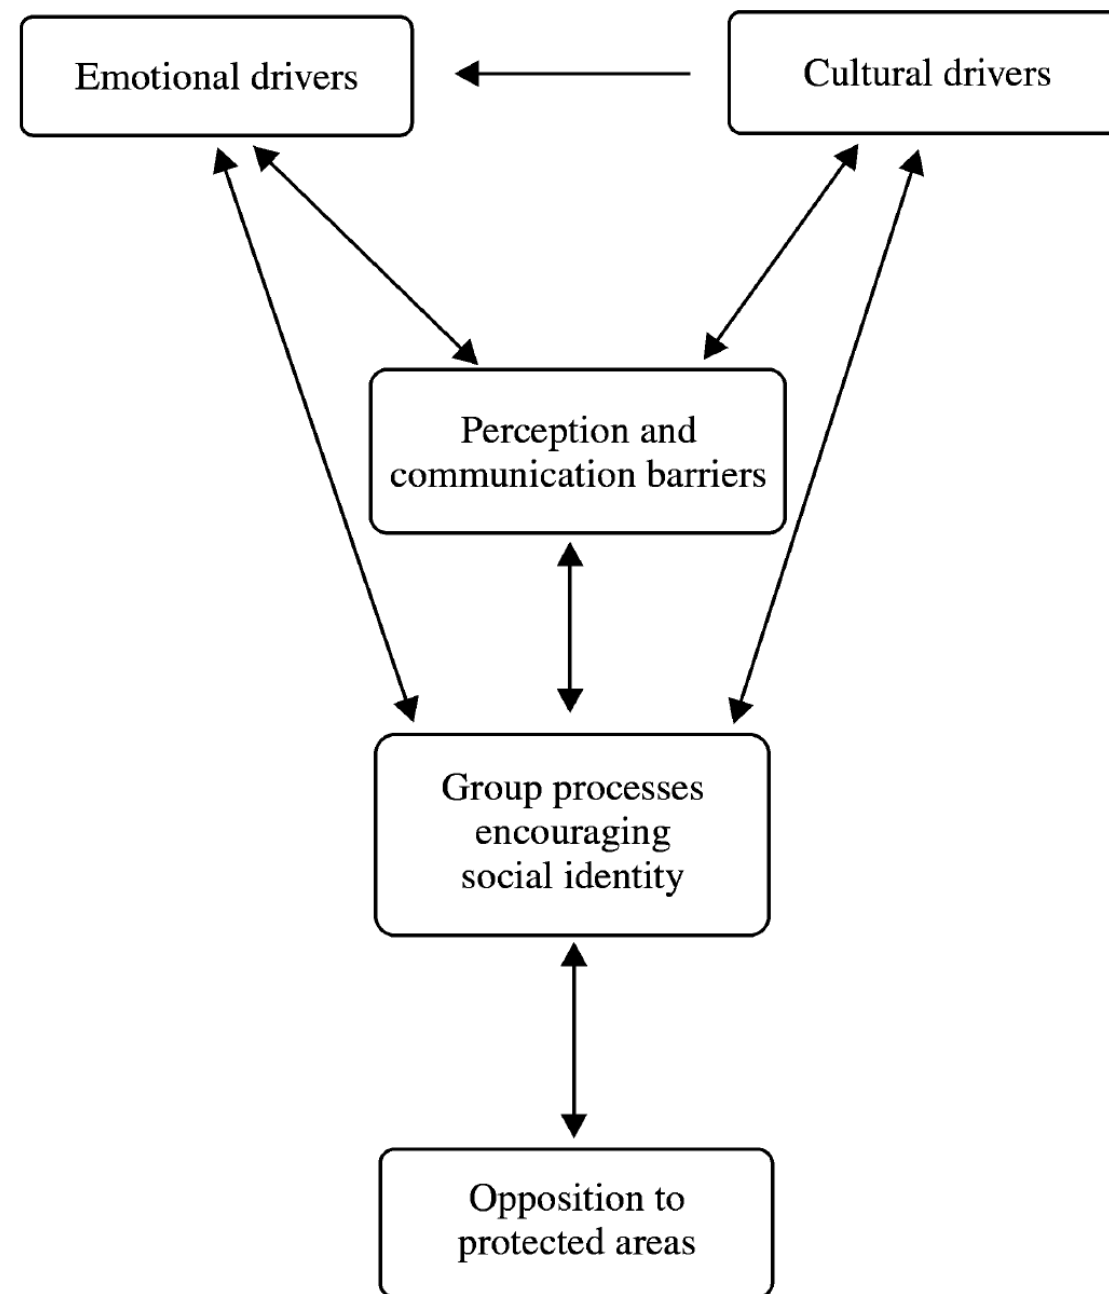 Emotional drivers
Cultural drivers
Perception and
communication barriers
Group processes
encouraging
social identity
Opposition to
protected areas